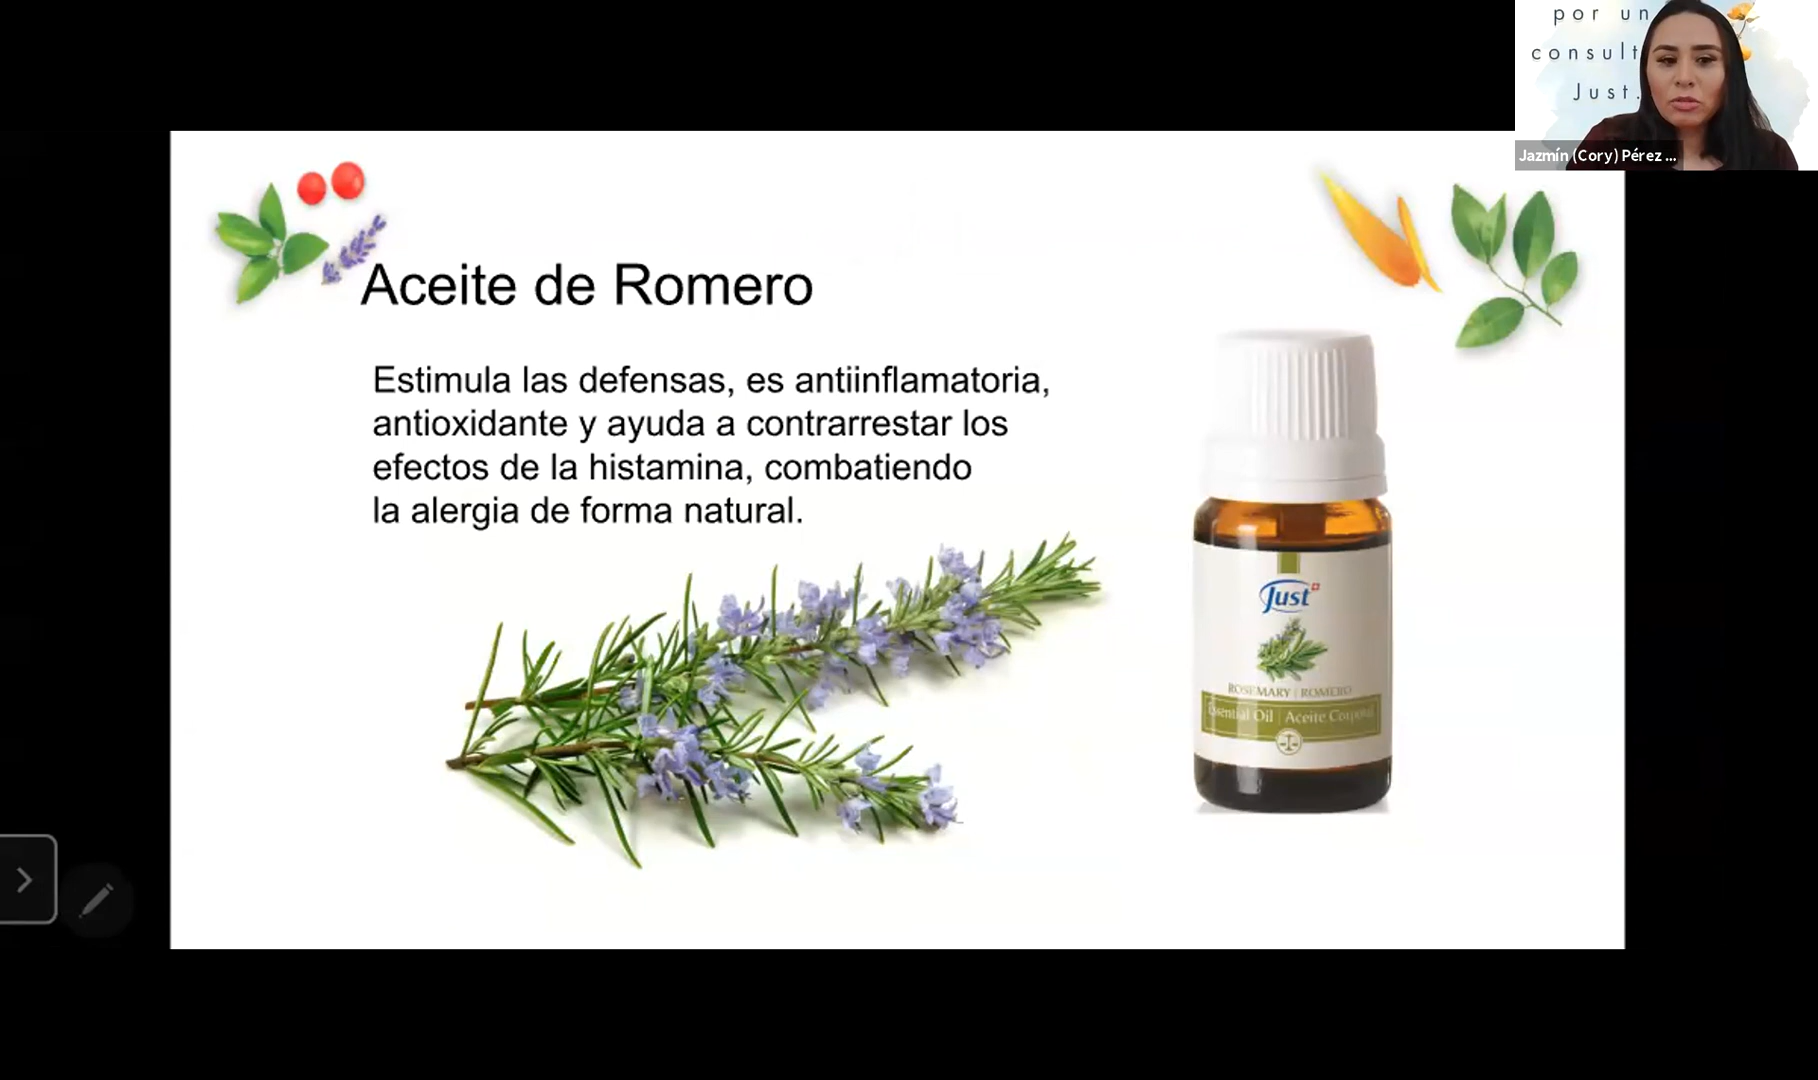 por un
consult
Just.
Jazmín (Cory) Pérez ...
Aceite de Romero
Estimula las defensas, es antiinflamatoria,
antioxidante y ayuda a contrarrestar los
efectos de la histamina, combatiendo
la alergia de forma natural.
Just
ROSEMARY | ROMERO
Essential Oil | Aceite Corporal